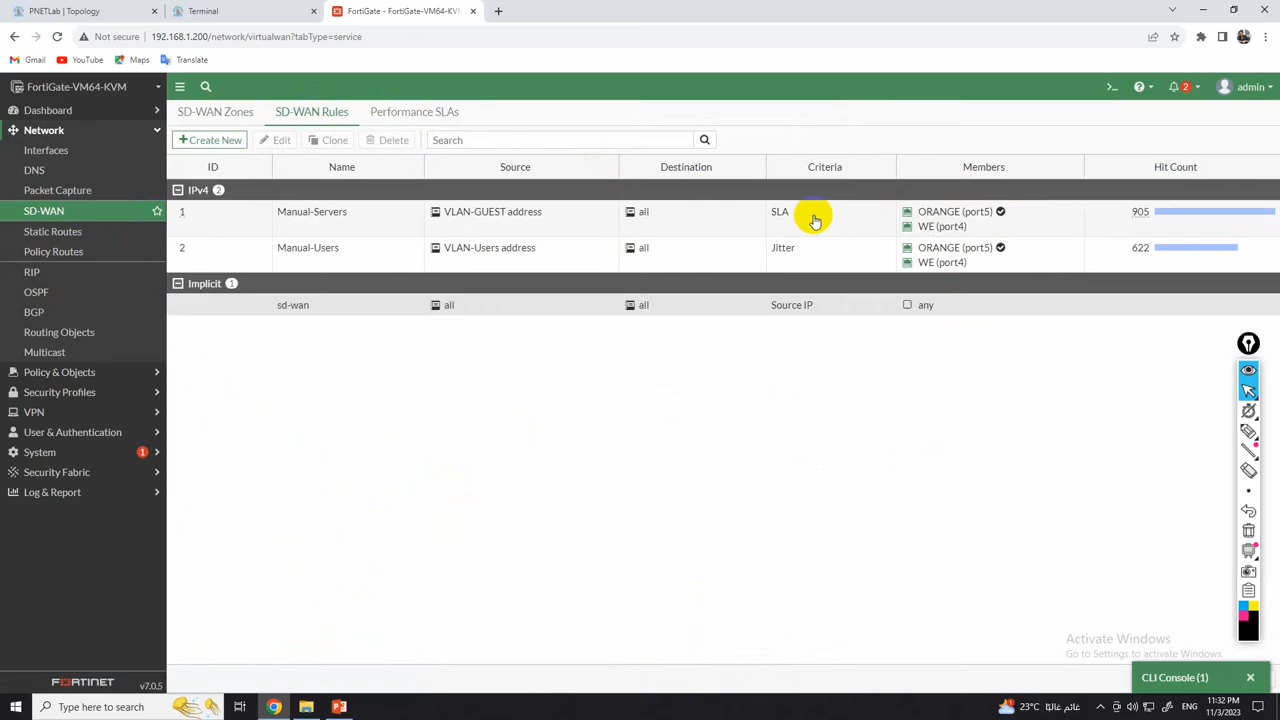 PNETLab | Topology
Terminal
FortiGate - FortiGate-VM64-KV
Not secure 192.168.1.200/network/virtualwan?tabType=service
Gmail YouTube Maps Translate
FortiGate-VM64-KVM
2 admin
Dashboard
Network
Interfaces
DNS
Packet Capture
SD-WAN
Static Routes
Policy Routes
RIP
OSPF
BGP
Routing Objects
Multicast
Policy & Objects
Security Profiles
VPN
User & Authentication
System 1
Security Fabric
Log & Report
FORTINET v7.0.5
SD-WAN Zones SD-WAN Rules Performance SLAs
+ Create New Edit Clone Delete Search
ID Name Source Destination Criteria Members Hit Count
IPv4 2
1 Manual-Servers VLAN-GUEST address all SLA ORANGE (port5) 905
WE (port4)
2 Manual-Users VLAN-Users address all Jitter ORANGE (port5) 622
WE (port4)
Implicit 1
sd-wan all all Source IP any
Activate Windows
Go to Settings to activate Windows.
CLI Console (1)
Type here to search
23°C غائم غالبًا ENG
11:32 PM
11/3/2023